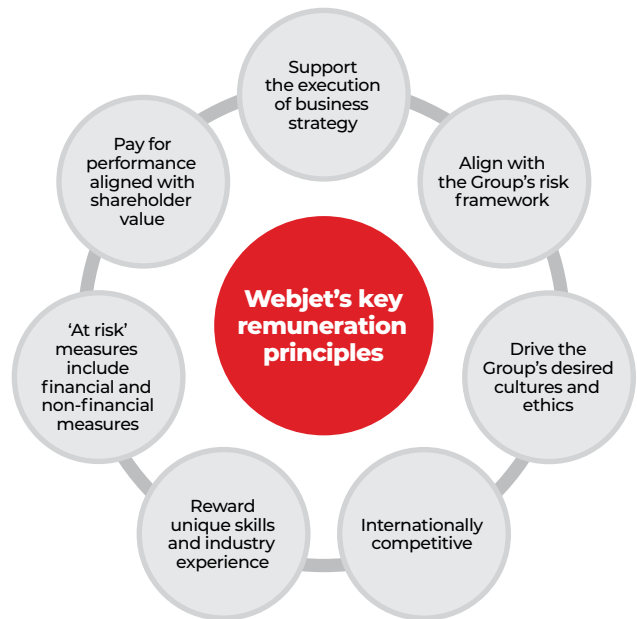 Support
the execution
of business
strategy
Align with
the Group's risk
framework
Drive the
Group's desired
cultures and
ethics
Internationally
competitive
Reward
unique skills
and industry
experience
'At risk'
measures
include
financial and
non-financial
measures
Pay for
performance
aligned with
shareholder
value
Webjet's key
remuneration
principles